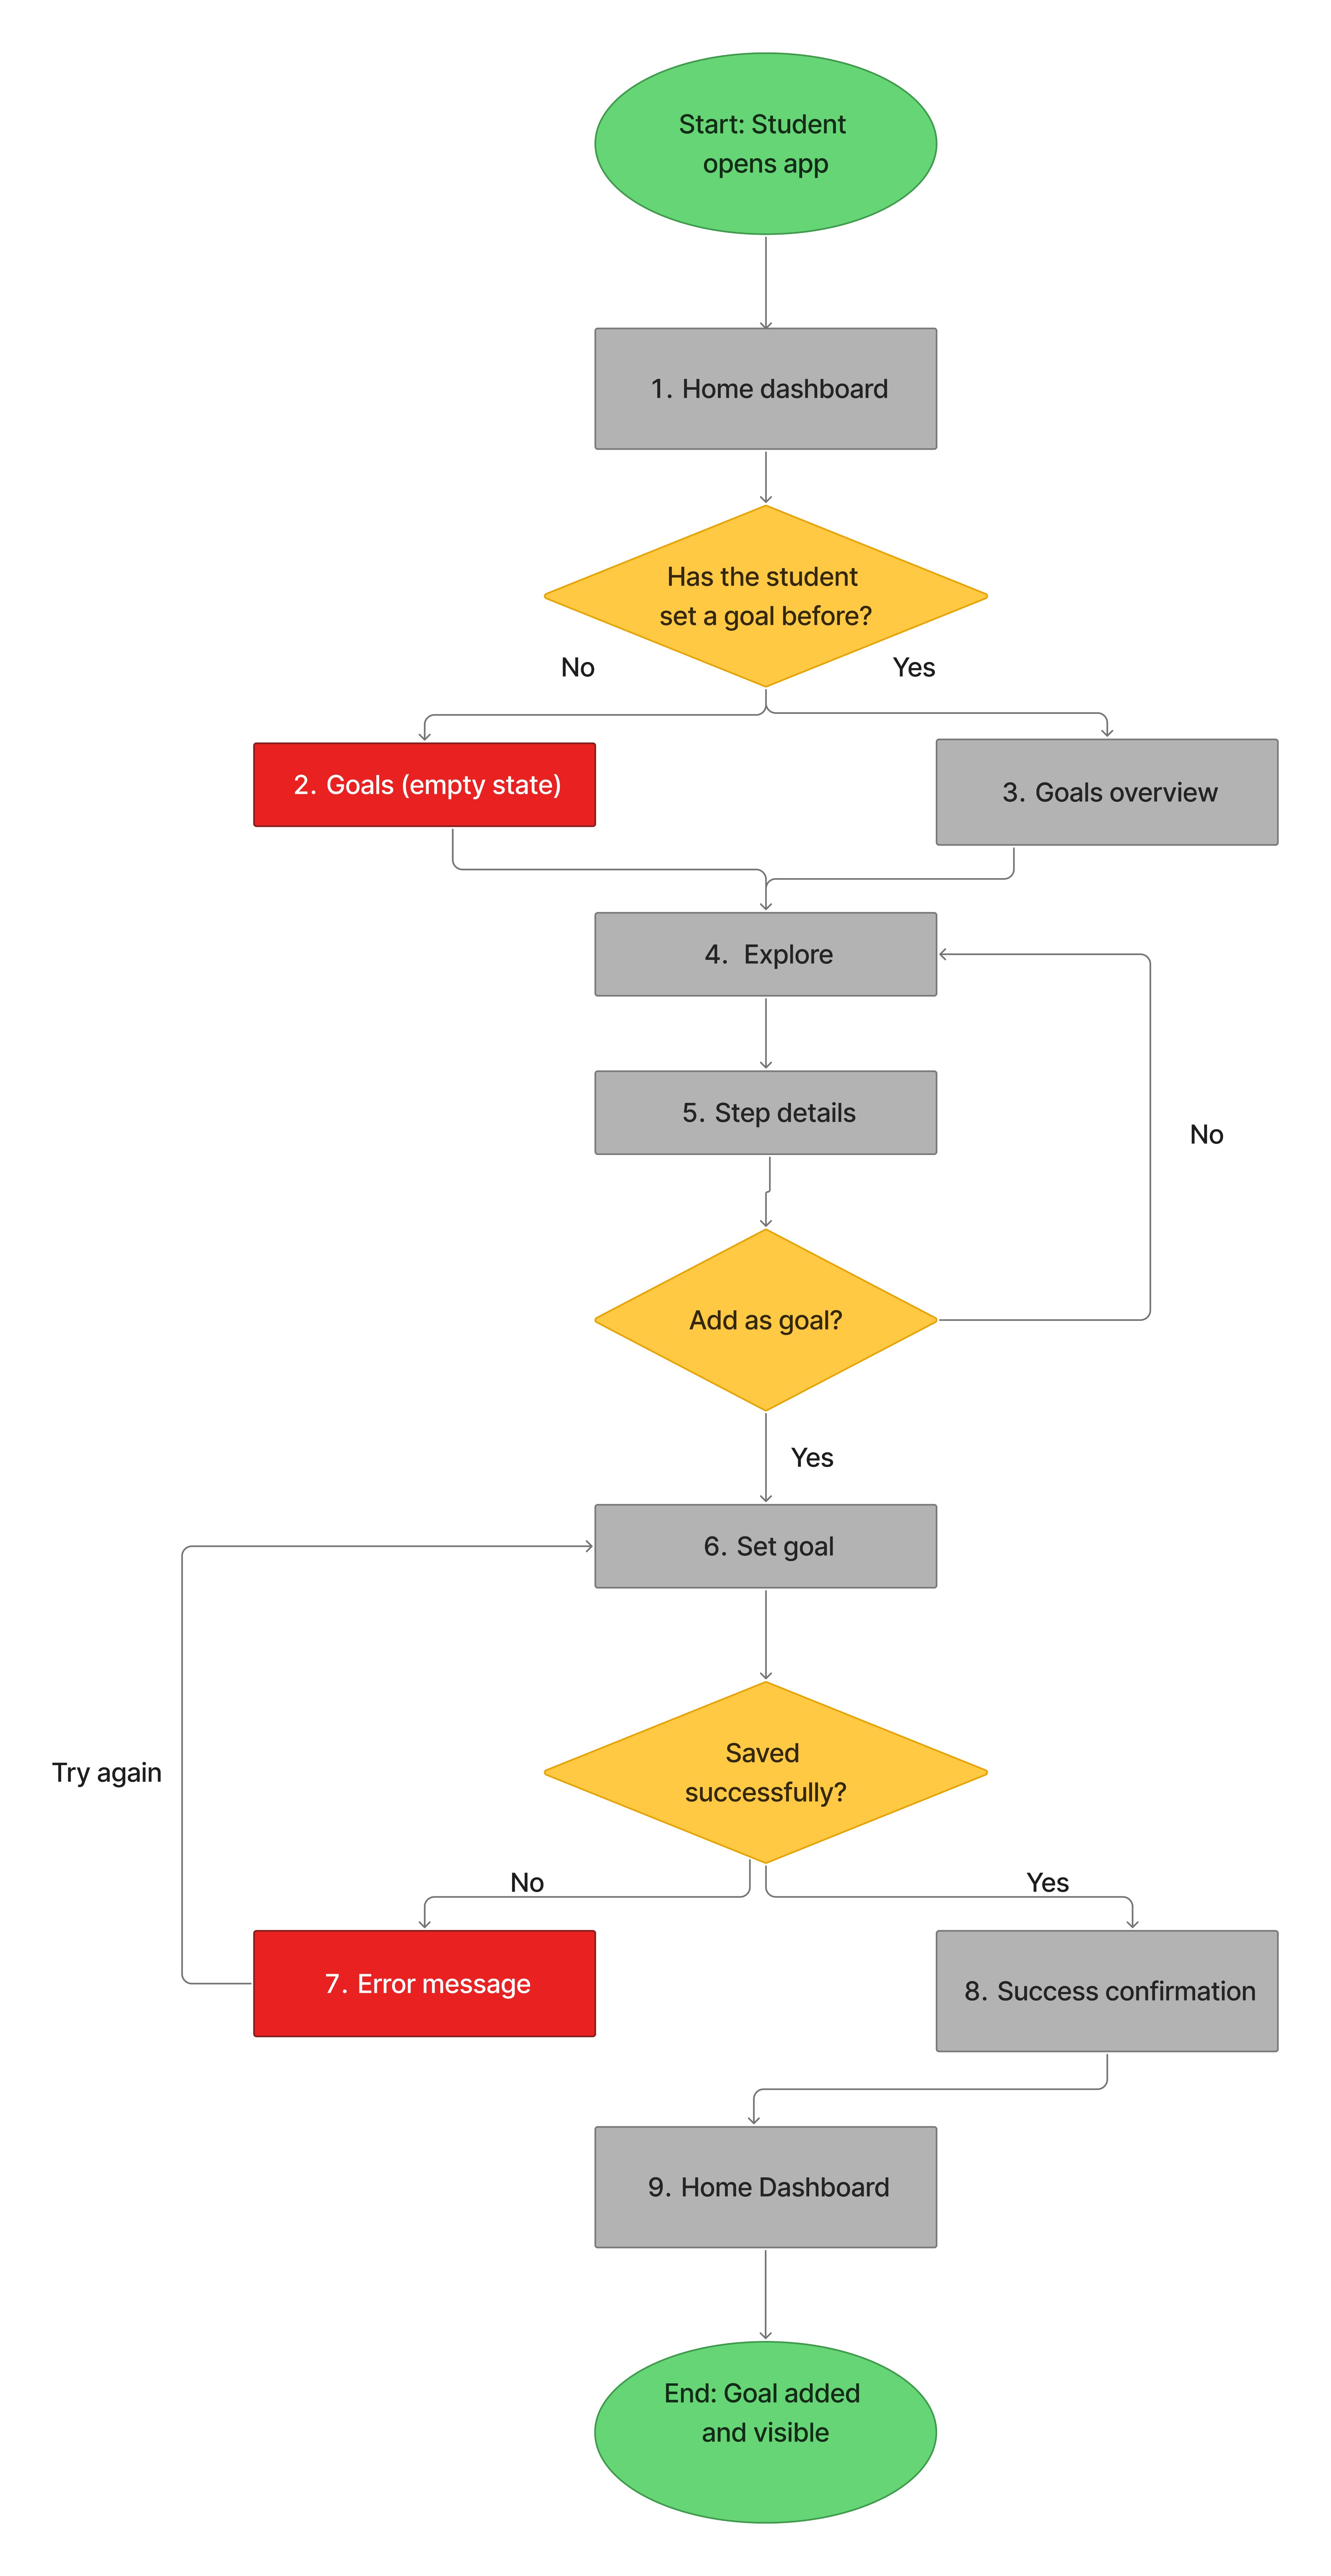 Start: Student
opens app
1. Home dashboard
Has the student
set a goal before?
No
Yes
2. Goals (empty state)
3. Goals overview
4. Explore
5. Step details
No
Add as goal?
Yes
6. Set goal
Saved
successfully?
Try again
No
Yes
7. Error message
8. Success confirmation
9. Home Dashboard
End: Goal added
and visible